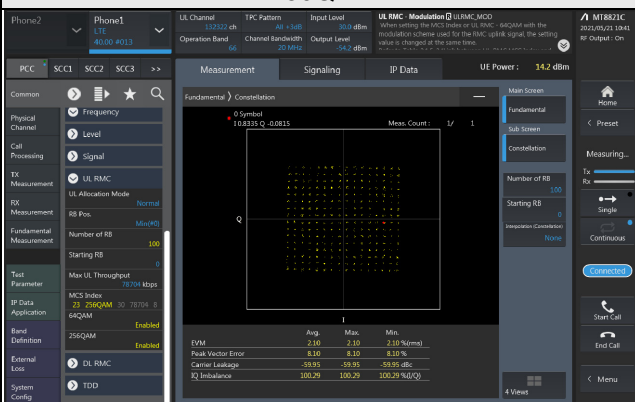 Phone2
Phone1
LTE
40.00 #013
UL Channel
132322 ch
TPC Pattern
All +3dB
Input Level
30.0 dBm
Operation Band
66
Channel Bandwidth
20 MHz
Output Level
-54.2 dBm
UL RMC - Modulation ULRMC_MOD
When setting the MCS Index or UL RMC - 64QAM with the
modulation scheme used for the RMC uplink signal, the setting
value is changed at the same time.
MT8821C
2021/05/21 10:41
RF Output : On
PCC
SCC1
SCC2
SCC3
>>
Measurement
Signaling
IP Data
UE Power :
14.2 dBm
Common
Physical
Channel
Call
Processing
TX
Measurement
RX
Measurement
Fundamental
Measurement
Test
Parameter
IP Data
Application
Band
Definition
External
Loss
System
Config
Frequency
Level
Signal
UL RMC
UL Allocation Mode
Normal
RB Pos.
Min(#0)
Number of RB
100
Starting RB
0
Max UL Throughput
78704 kbps
MCS Index
23 256QAM 30 78704 8
64QAM
Enabled
256QAM
Enabled
DL RMC
TDD
Fundamental 〉 Constellation
0 Symbol
I 0.8335 Q -0.0815
Meas. Count : 1/ 1
Q
I
Avg. Max. Min.
EVM 2.10 2.10 2.10 %(rms)
Peak Vector Error 8.10 8.10 8.10 %
Carrier Leakage -59.95 -59.95 -59.95 dBc
IQ Imbalance 100.29 100.29 100.29 %(I/Q)
Main Screen
Fundamental
Sub Screen
Constellation
Number of RB
100
Starting RB
0
Interpolation (Constellation)
None
4 Views
Home
< Preset
Measuring...
Tx
Rx
Single
Continuous
Connected
Start Call
End Call
< Menu